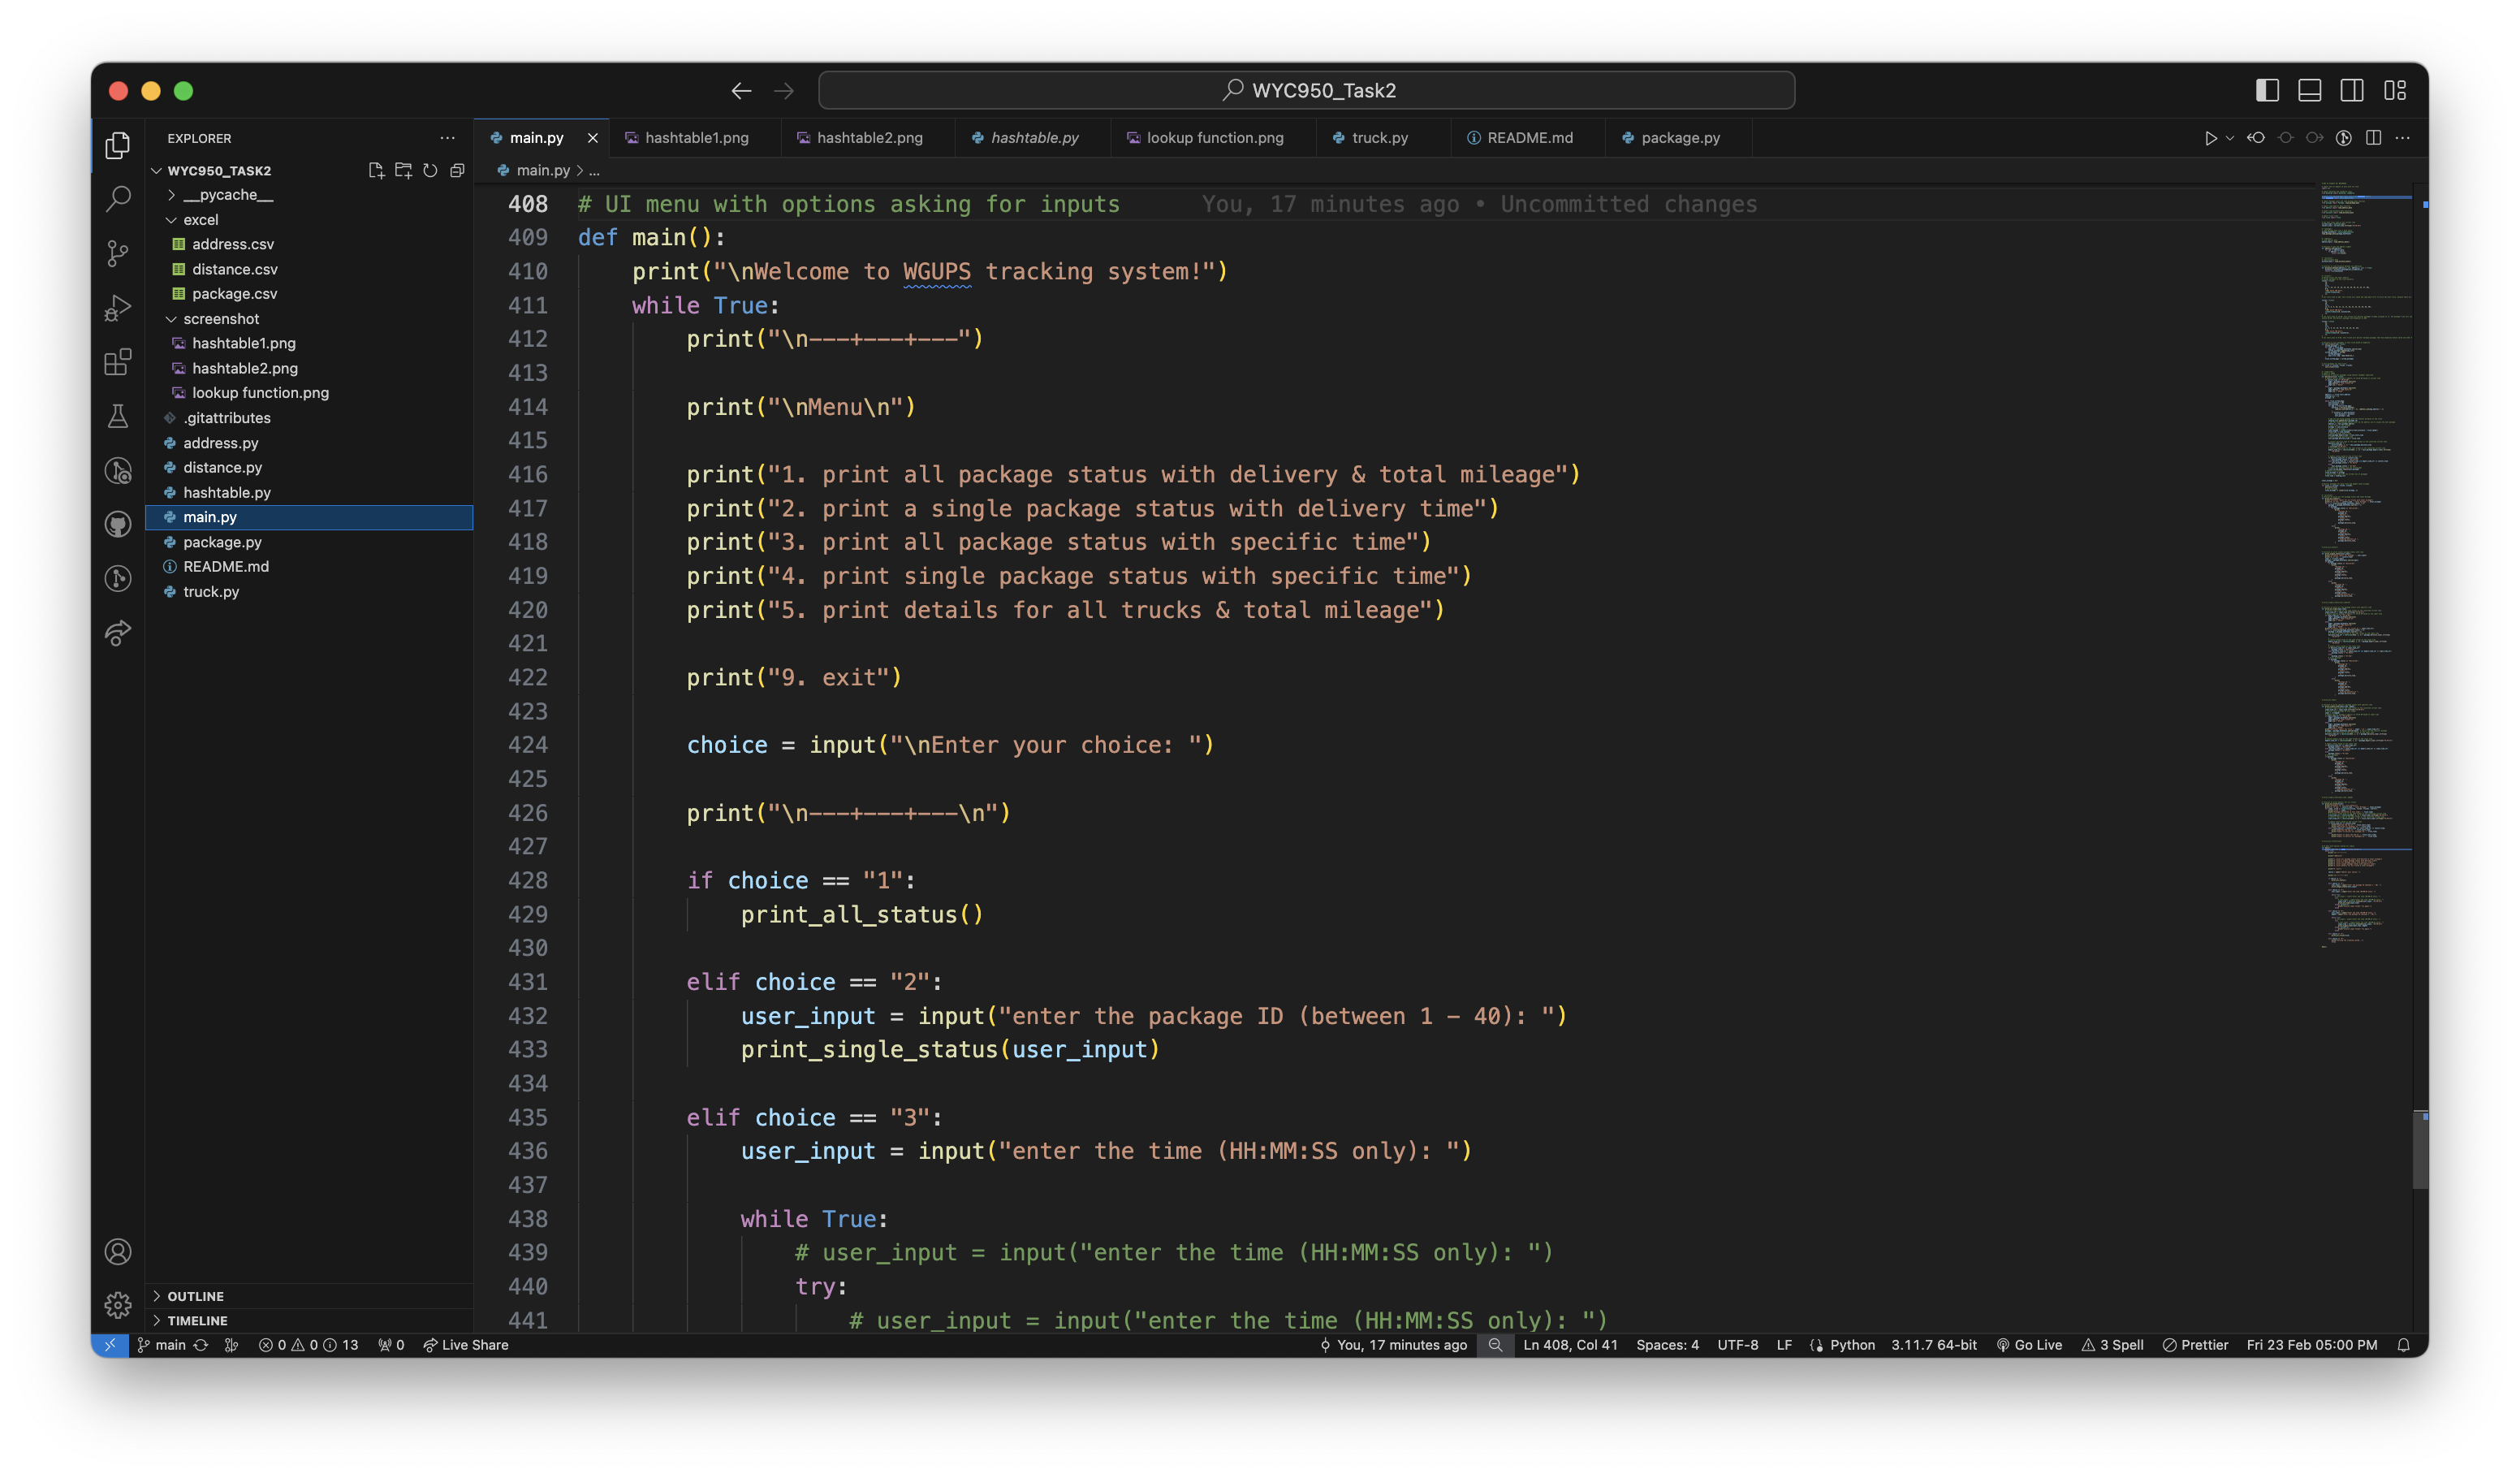 WYC950_Task2
EXPLORER
main.py
hashtable1.png
hashtable2.png
hashtable.py
lookup function.png
truck.py
README.md
package.py
WYC950_TASK2
main.py > ...
__pycache__
excel
address.csv
distance.csv
package.csv
screenshot
hashtable1.png
hashtable2.png
lookup function.png
.gitattributes
address.py
distance.py
hashtable.py
main.py
package.py
README.md
truck.py
OUTLINE
TIMELINE
408 # UI menu with options asking for inputs You, 17 minutes ago • Uncommitted changes
409 def main():
410 print("\nWelcome to WGUPS tracking system!")
411 while True:
412 print("\n---+---+---")
413
414 print("\nMenu\n")
415
416 print("1. print all package status with delivery & total mileage")
417 print("2. print a single package status with delivery time")
418 print("3. print all package status with specific time")
419 print("4. print single package status with specific time")
420 print("5. print details for all trucks & total mileage")
421
422 print("9. exit")
423
424 choice = input("\nEnter your choice: ")
425
426 print("\n---+---+---\n")
427
428 if choice == "1":
429 print_all_status()
430
431 elif choice == "2":
432 user_input = input("enter the package ID (between 1 - 40): ")
433 print_single_status(user_input)
434
435 elif choice == "3":
436 user_input = input("enter the time (HH:MM:SS only): ")
437
438 while True:
439 # user_input = input("enter the time (HH:MM:SS only): ")
440 try:
441 # user_input = input("enter the time (HH:MM:SS only): ")
main 0 0 13 0 Live Share You, 17 minutes ago Ln 408, Col 41 Spaces: 4 UTF-8 LF Python 3.11.7 64-bit Go Live 3 Spell Prettier Fri 23 Feb 05:00 PM